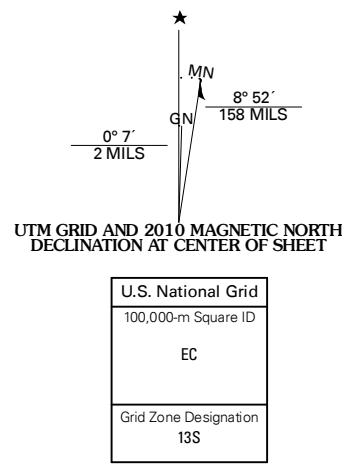 ★
MN
GN
8° 52´
158 MILS
0° 7´
2 MILS
UTM GRID AND 2010 MAGNETIC NORTH
DECLINATION AT CENTER OF SHEET
U.S. National Grid
100,000-m Square ID
EC
Grid Zone Designation
13S